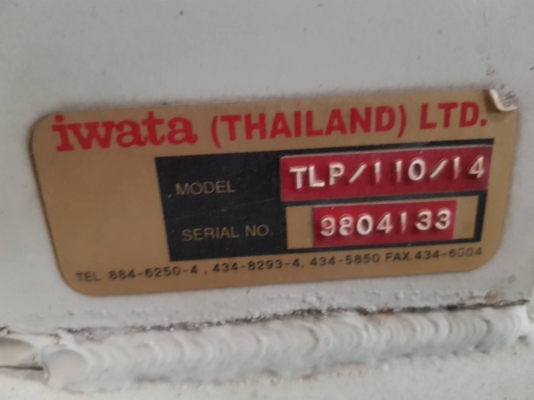 iwata (THAILAND) LTD.
MODEL TLP/110/14
SERIAL NO. 9804133
TEL 884-6250-4 , 434-8293-4, 434-5850 FAX.434-6904